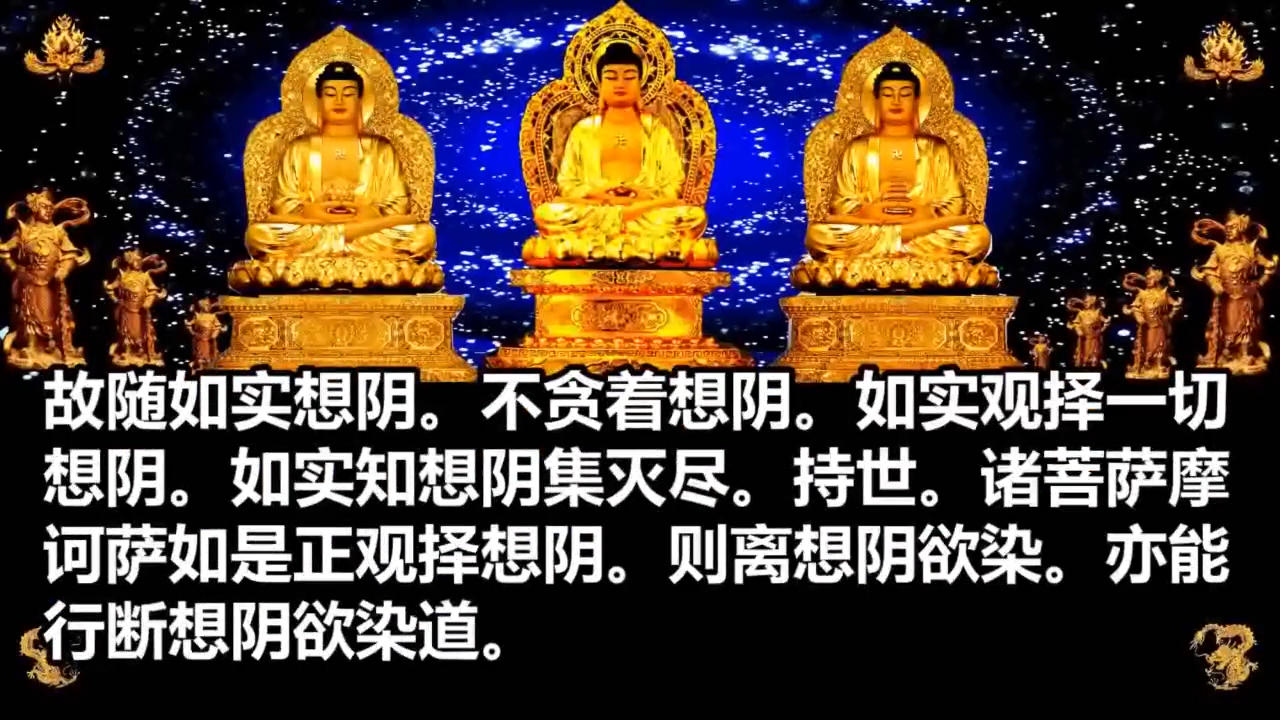 故随如实想阴。不贪着想阴。如实观择一切
想阴。如实知想阴集灭尽。持世。诸菩萨摩
诃萨如是正观择想阴。则离想阴欲染。亦能
行断想阴欲染道。